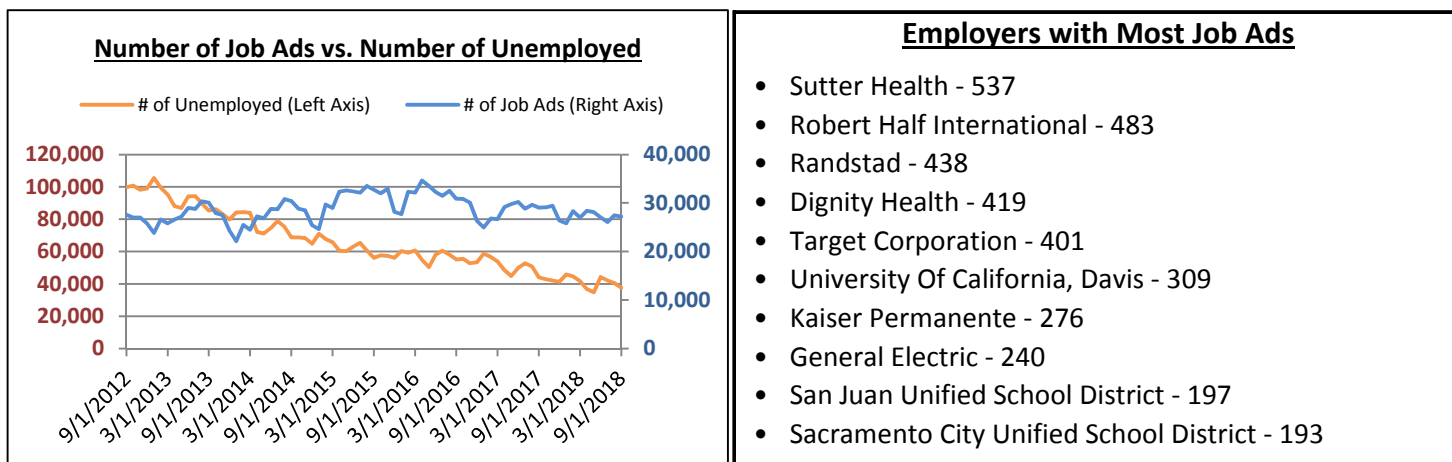 Number of Job Ads vs. Number of Unemployed
# of Unemployed (Left Axis)
# of Job Ads (Right Axis)
120,000
100,000
80,000
60,000
40,000
20,000
0
40,000
30,000
20,000
10,000
0
9/1/2012
3/1/2013
9/1/2013
3/1/2014
9/1/2014
3/1/2015
9/1/2015
3/1/2016
9/1/2016
3/1/2017
9/1/2017
3/1/2018
9/1/2018
Employers with Most Job Ads
• Sutter Health - 537
• Robert Half International - 483
• Randstad - 438
• Dignity Health - 419
• Target Corporation - 401
• University Of California, Davis - 309
• Kaiser Permanente - 276
• General Electric - 240
• San Juan Unified School District - 197
• Sacramento City Unified School District - 193